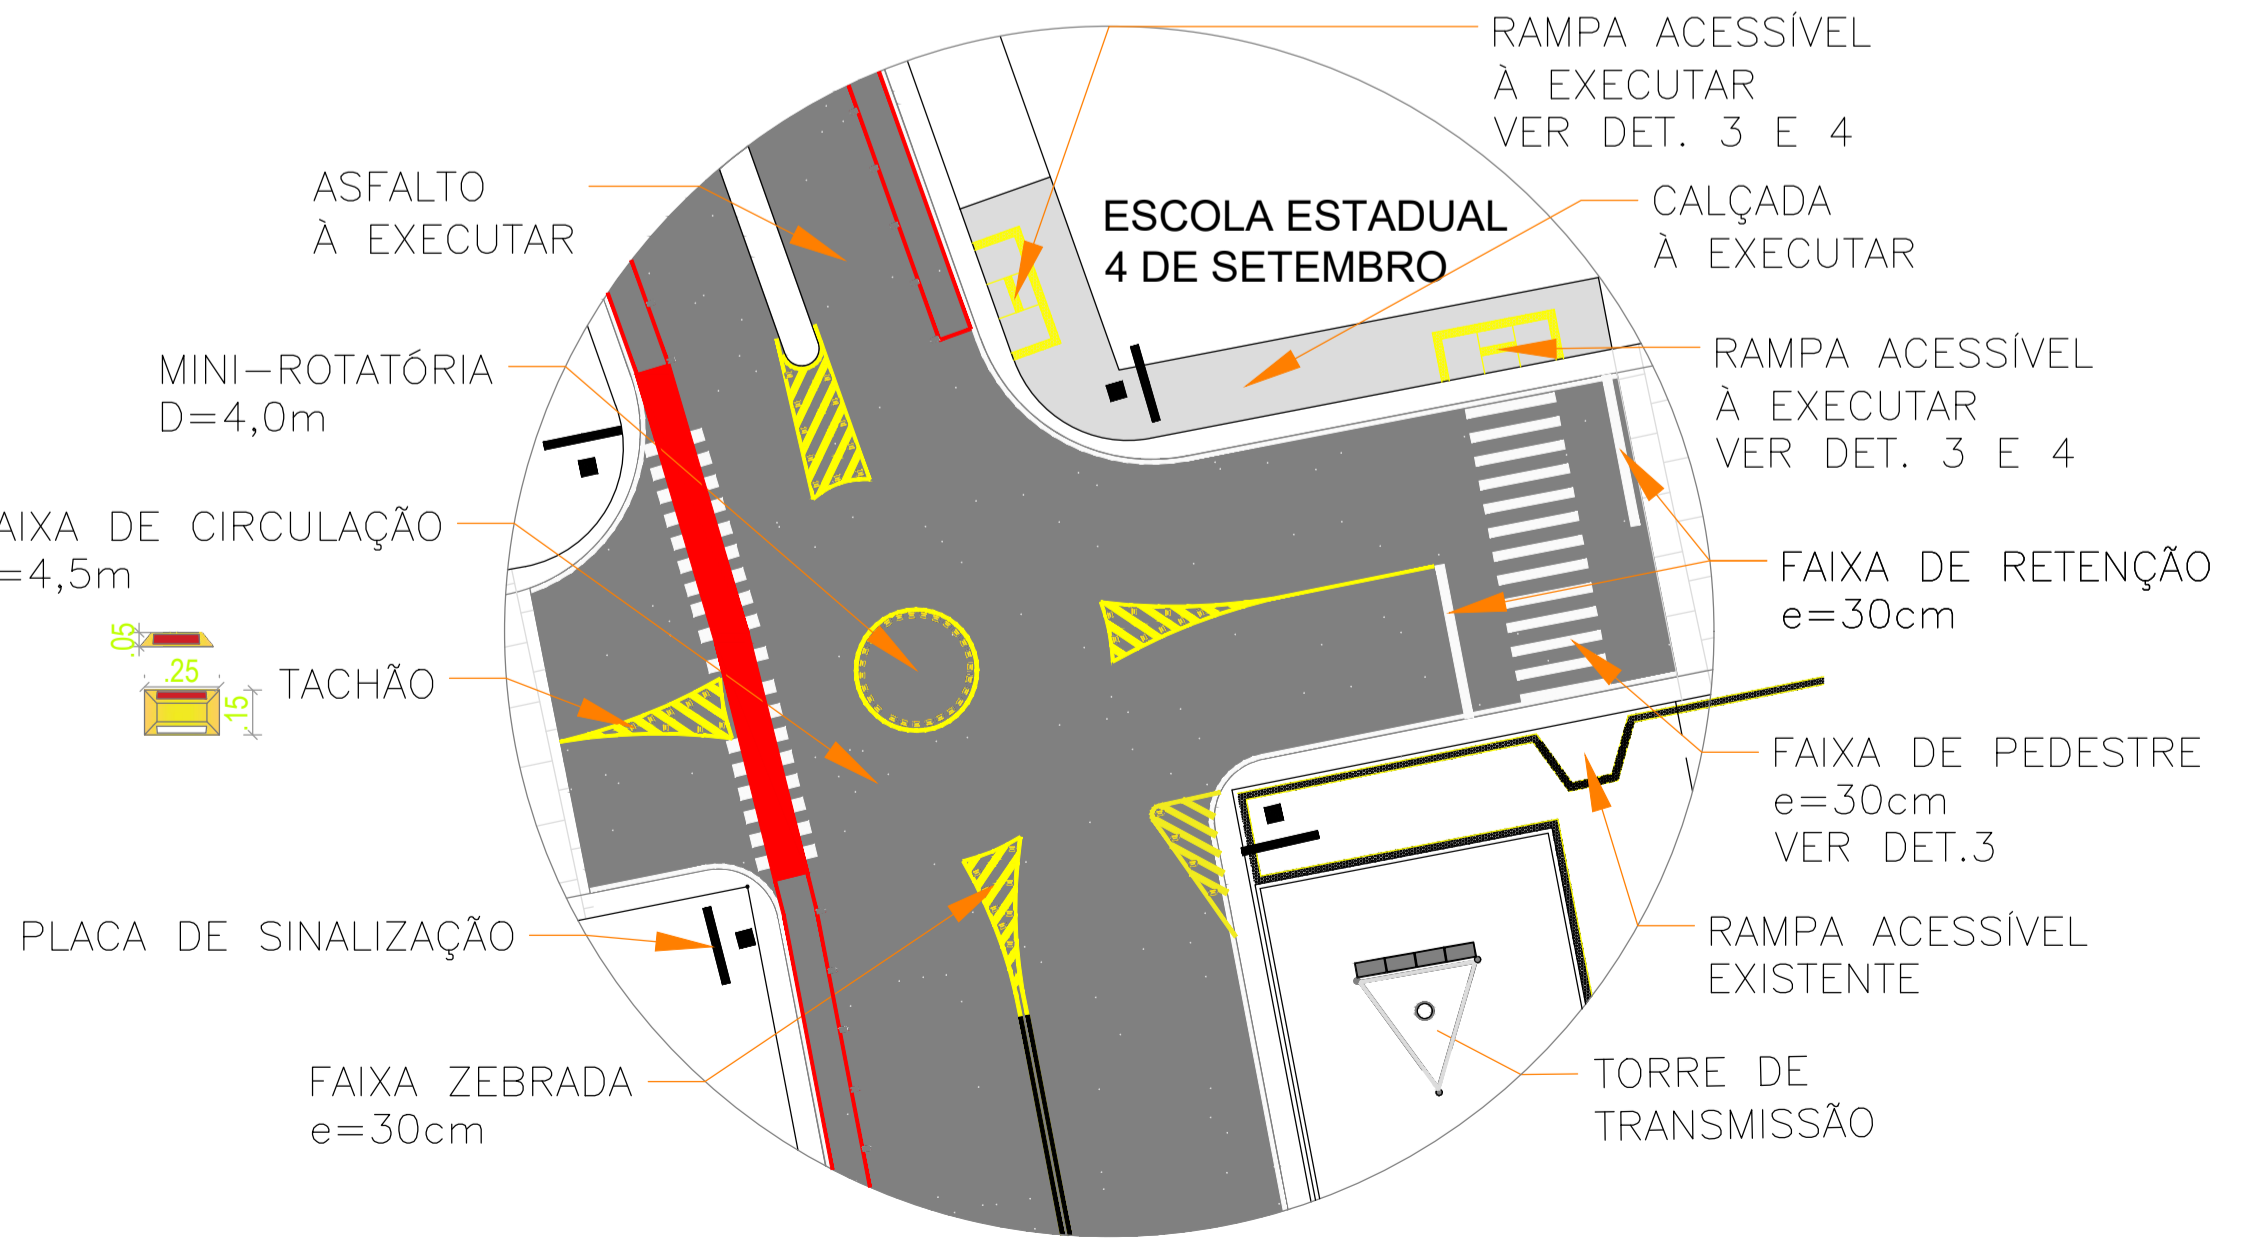 RAMPA ACESSÍVEL
À EXECUTAR
VER DET. 3 E 4
ASFALTO
À EXECUTAR
ESCOLA ESTADUAL
4 DE SETEMBRO
CALÇADA
À EXECUTAR
MINI-ROTATÓRIA
D=4,0m
RAMPA ACESSÍVEL
À EXECUTAR
VER DET. 3 E 4
AIXA DE CIRCULAÇÃO
=4,5m
FAIXA DE RETENÇÃO
e=30cm
.05
.25
.15
TACHÃO
FAIXA DE PEDESTRE
e=30cm
VER DET.3
PLACA DE SINALIZAÇÃO
RAMPA ACESSÍVEL
EXISTENTE
FAIXA ZEBRADA
e=30cm
TORRE DE
TRANSMISSÃO